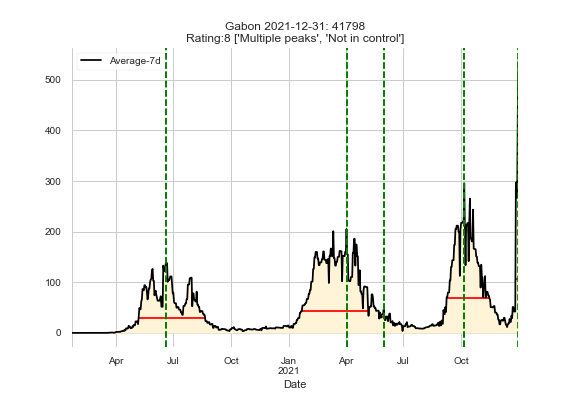 Gabon 2021-12-31: 41798
Rating:8 ['Multiple peaks', 'Not in control']
Average-7d
500
400
300
200
100
0
Apr Jul Oct Jan Apr Jul Oct
2021
Date